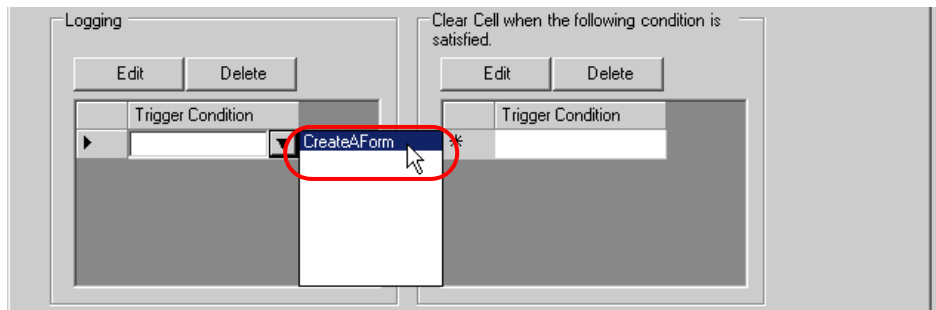 Logging
Edit Delete
Trigger Condition
CreateAForm
Clear Cell when the following condition is
satisfied.
Edit Delete
Trigger Condition
*